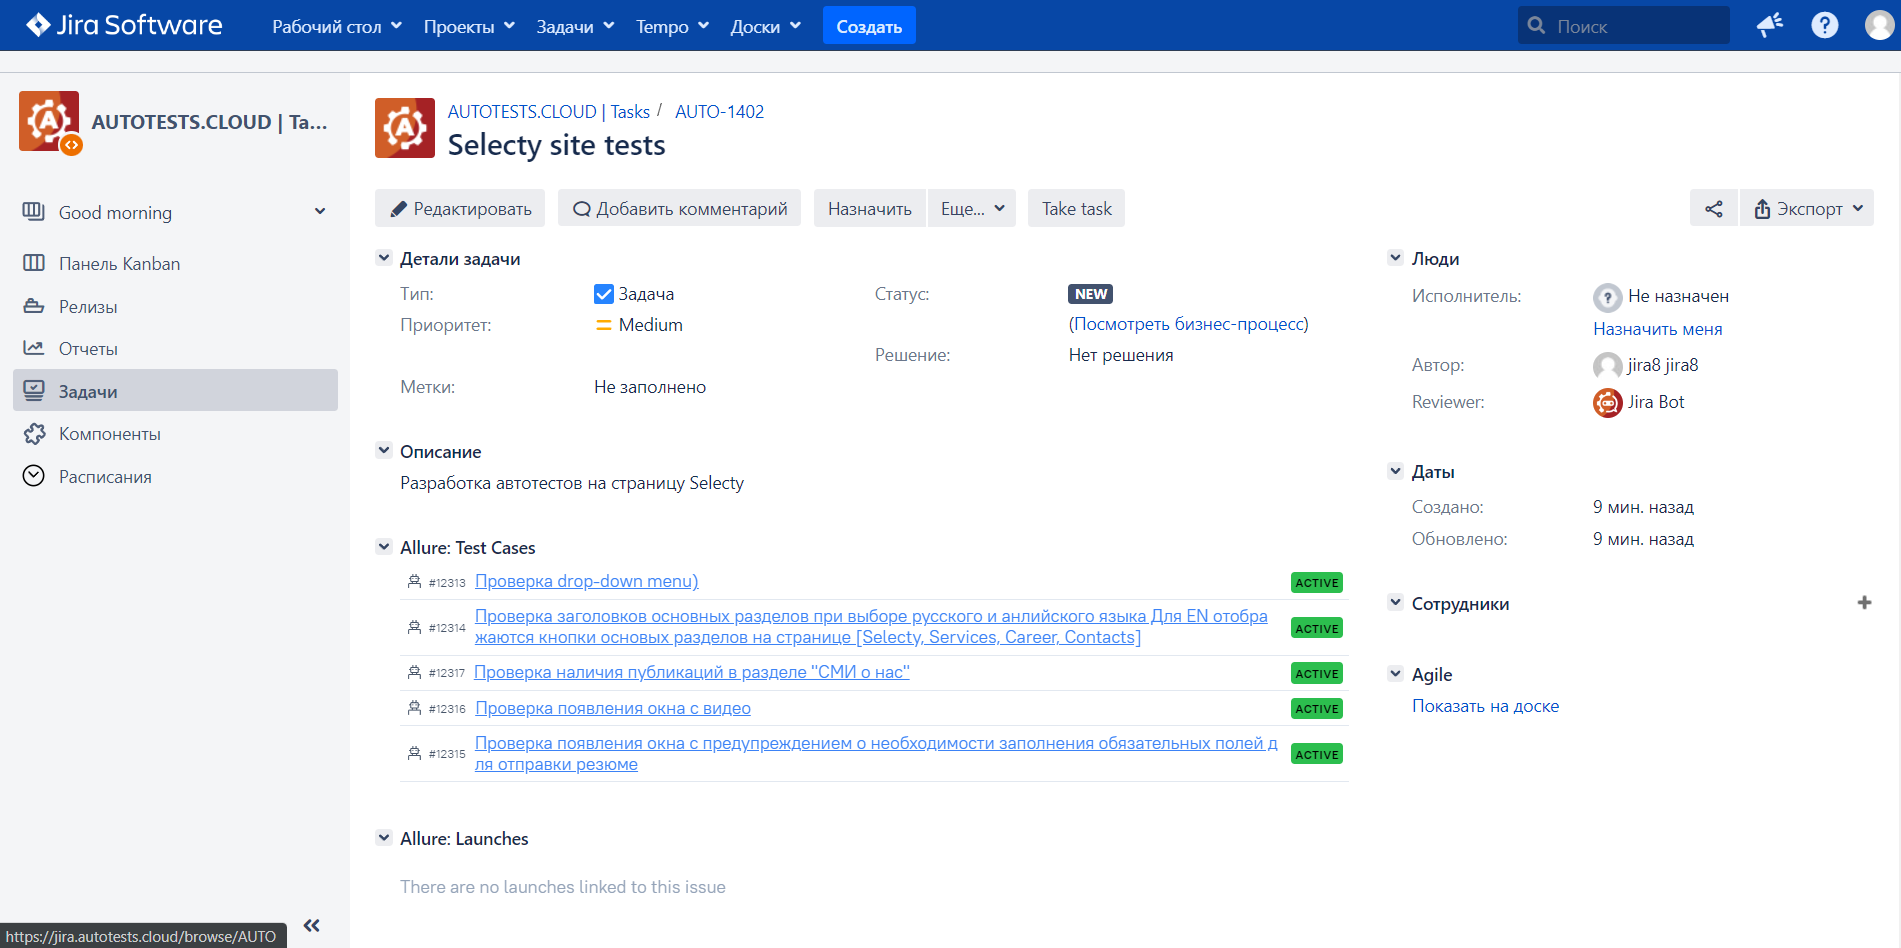 Jira Software
Рабочий стол
Проекты
Задачи
Tempo
Доски
Создать
Поиск
AUTOTESTS.CLOUD | Ta...
Good morning
Панель Kanban
Релизы
Отчеты
Задачи
Компоненты
Расписания
AUTOTESTS.CLOUD | Tasks / AUTO-1402
Selecty site tests
Редактировать
Добавить комментарий
Назначить
Еще...
Take task
Экспорт
Детали задачи
Тип: Задача
Статус: NEW
(Посмотреть бизнес-процесс)
Приоритет: Medium
Решение: Нет решения
Метки: Не заполнено
Описание
Разработка автотестов на страницу Selecty
Allure: Test Cases
#12313 Проверка drop-down menu) ACTIVE
#12314 Проверка заголовков основных разделов при выборе русского и анлийского языка Для EN отобра
жаются кнопки основых разделов на странице [Selecty, Services, Career, Contacts] ACTIVE
#12317 Проверка наличия публикаций в разделе "СМИ о нас" ACTIVE
#12316 Проверка появления окна с видео ACTIVE
#12315 Проверка появления окна с предупреждением о необходимости заполнения обязательных полей д
ля отправки резюме ACTIVE
Allure: Launches
There are no launches linked to this issue
Люди
Исполнитель: Не назначен
Назначить меня
Автор: jira8 jira8
Reviewer: Jira Bot
Даты
Создано: 9 мин. назад
Обновлено: 9 мин. назад
Сотрудники
Agile
Показать на доске
https://jira.autotests.cloud/browse/AUTO